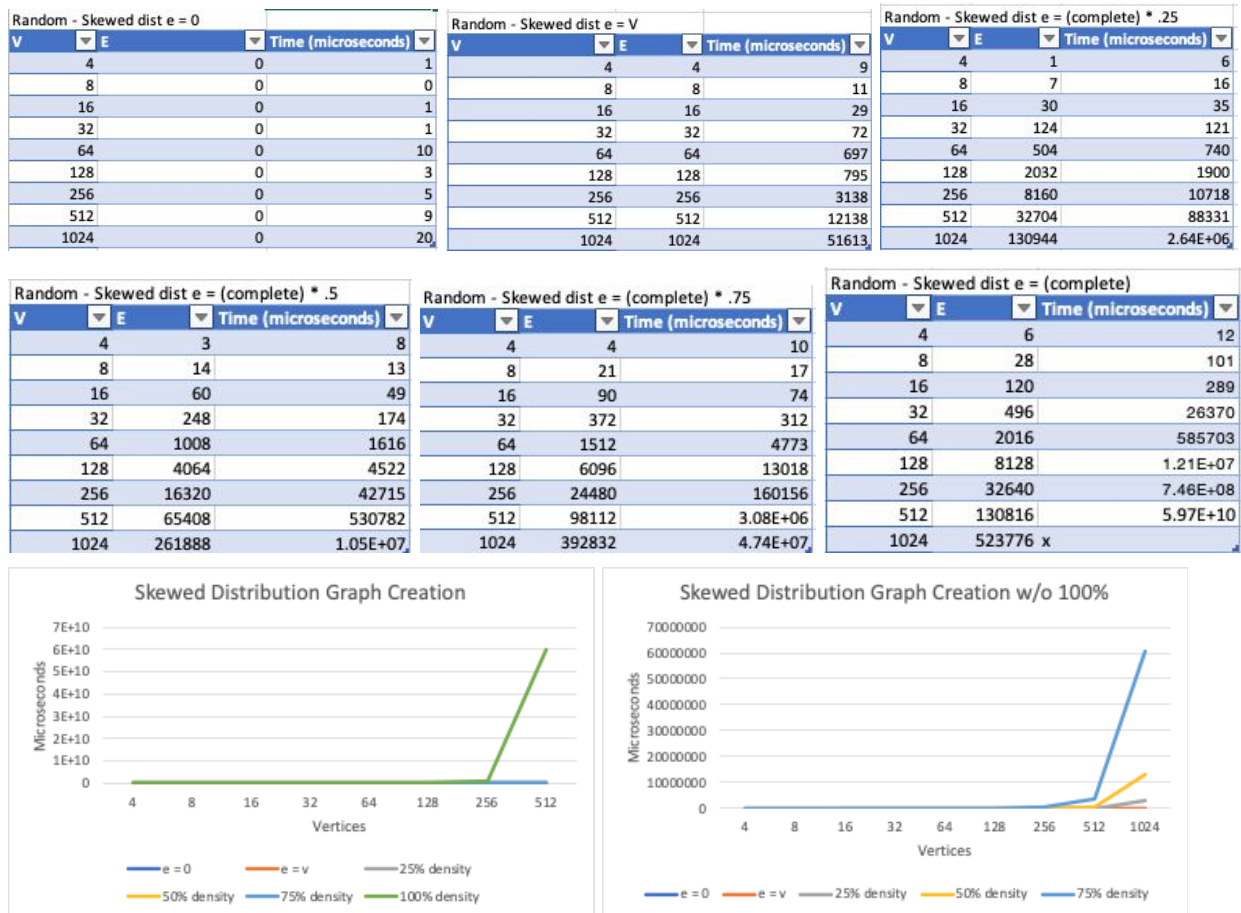 Random - Skewed dist e = 0
V E Time (microseconds)
4 0 1
8 0 0
16 0 1
32 0 1
64 0 10
128 0 3
256 0 5
512 0 9
1024 0 20
Random - Skewed dist e = V
V E Time (microseconds)
4 4 9
8 8 11
16 16 29
32 32 72
64 64 697
128 128 795
256 256 3138
512 512 12138
1024 1024 51613
Random - Skewed dist e = (complete) * .25
V E Time (microseconds)
4 1 6
8 7 16
16 30 35
32 124 121
64 504 740
128 2032 1900
256 8160 10718
512 32704 88331
1024 130944 2.64E+06
Random - Skewed dist e = (complete) * .5
V E Time (microseconds)
4 3 8
8 14 13
16 60 49
32 248 174
64 1008 1616
128 4064 4522
256 16320 42715
512 65408 530782
1024 261888 1.05E+07
Random - Skewed dist e = (complete) * .75
V E Time (microseconds)
4 4 10
8 21 17
16 90 74
32 372 312
64 1512 4773
128 6096 13018
256 24480 160156
512 98112 3.08E+06
1024 392832 4.74E+07
Random - Skewed dist e = (complete)
V E Time (microseconds)
4 6 12
8 28 101
16 120 289
32 496 26370
64 2016 585703
128 8128 1.21E+07
256 32640 7.46E+08
512 130816 5.97E+10
1024 523776 x
Skewed Distribution Graph Creation
Microseconds
7E+10
6E+10
5E+10
4E+10
3E+10
2E+10
1E+10
0
4 8 16 32 64 128 256 512
Vertices
e = 0 e = v 25% density
50% density 75% density 100% density
Skewed Distribution Graph Creation w/o 100%
Microseconds
70000000
60000000
50000000
40000000
30000000
20000000
10000000
0
4 8 16 32 64 128 256 512 1024
Vertices
e = 0 e = v 25% density 50% density 75% density